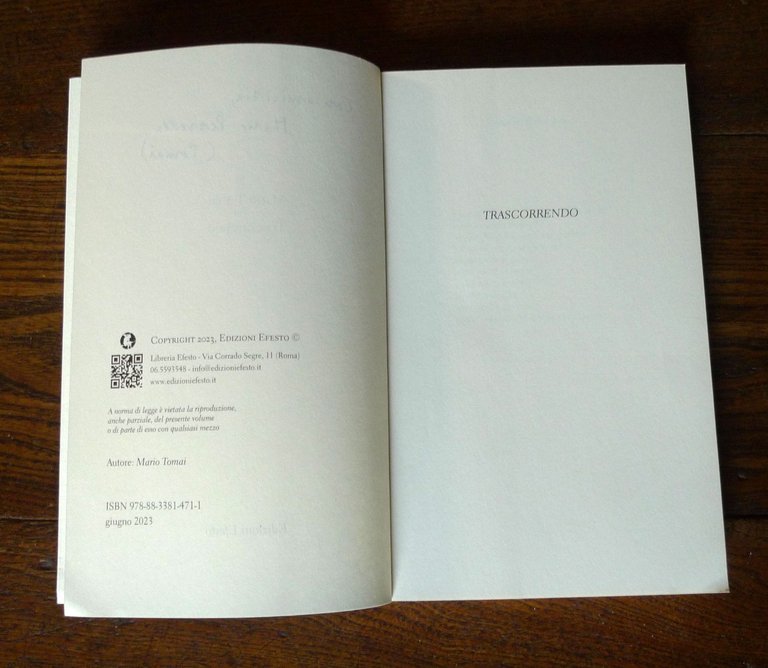 COPYRIGHT 2023, EDIZIONI EFESTO ©
Libreria Efesto - Via Corrado Segre, 11 (Roma)
06.5593548 - info@edizioniefesto.it
www.edizioniefesto.it
A norma di legge è vietata la riproduzione,
anche parziale, del presente volume
o di parte di esso con qualsiasi mezzo
Autore: Mario Tomai
ISBN 978-88-3381-471-1
giugno 2023
TRASCORRENDO